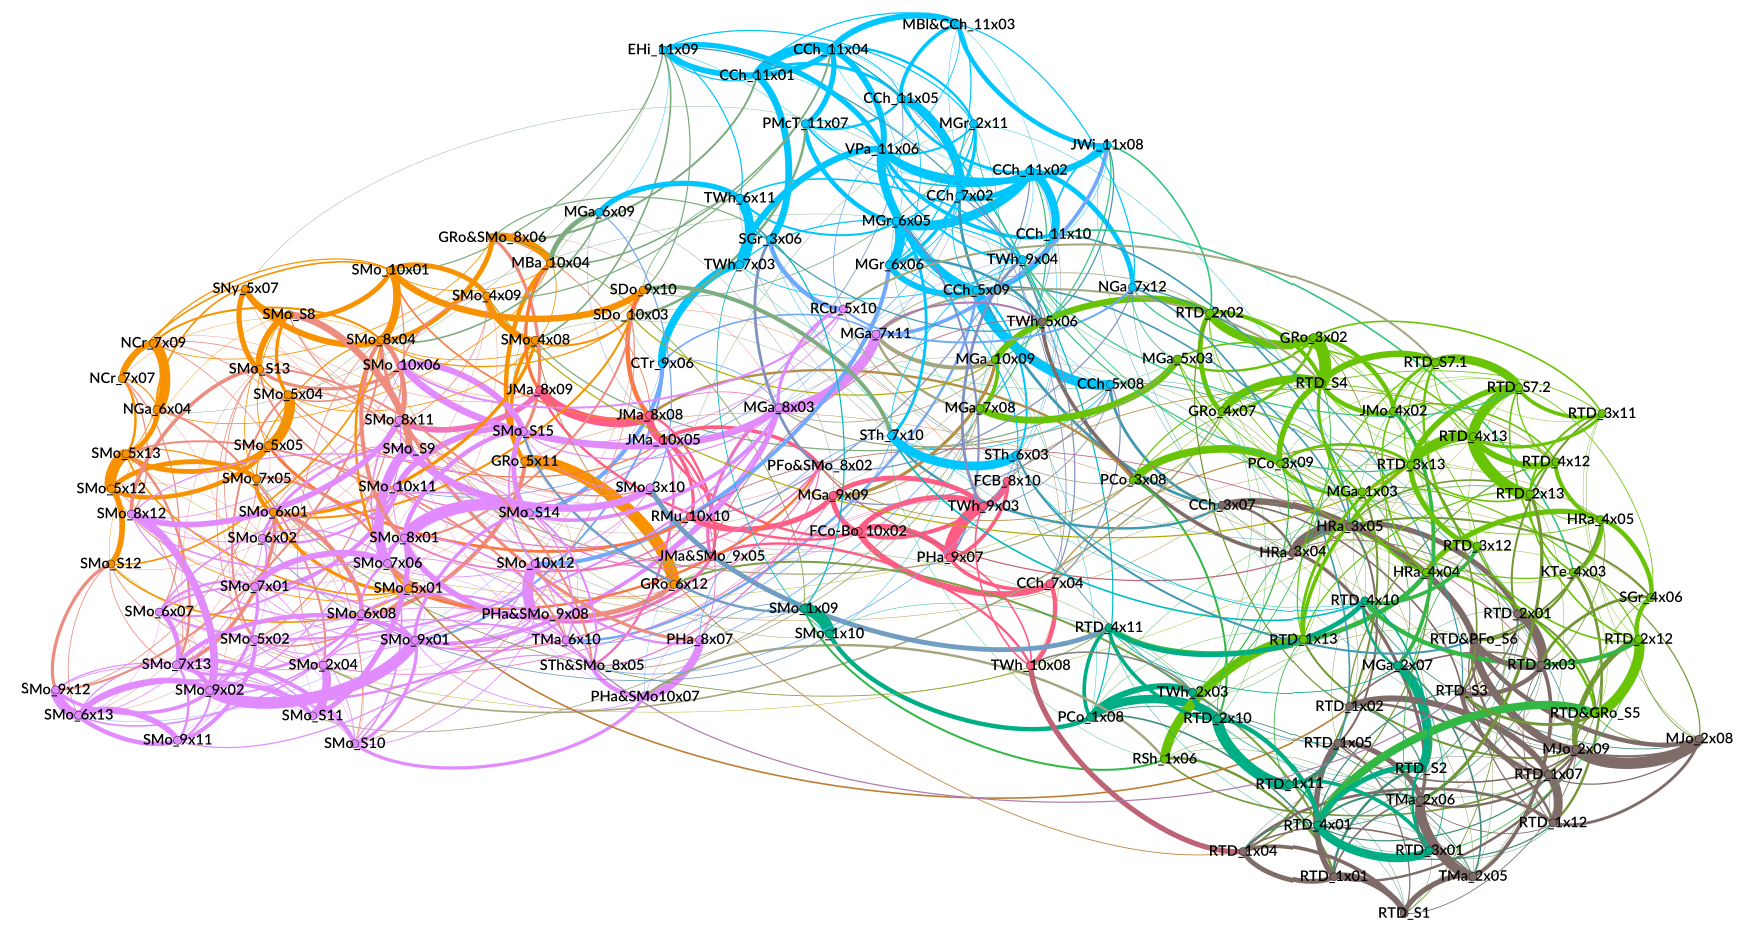 MBl&CCh_11x03
EHi_11x09
CCh_11x04
CCh_11x01
CCh_11x05
PMcT_11x07
MGr_2x11
VPa_11x06
JWi_11x08
CCh_11x02
TWh_6x11
CCh_7x02
MGa_6x09
MGr_6x05
GRo&SMo_8x06
SGr_3x06
CCh_11x10
MBa_10x04
TWh_7x03
MGr_6x06
TWh_9x04
SMo_10x01
SNy_5x07
SMo_4x09
SDo_9x10
CCh_5x09
NGa_7x12
SMo_S8
SDo_10x03
RCu_5x10
TWh_5x06
RTD_2x02
NCr_7x09
SMo_8x04
SMo_4x08
MGa_7x11
GRo_3x02
SMo_S13
SMo_10x06
CTr_9x06
MGa_10x09
MGa_5x03
RTD_S7.1
NCr_7x07
SMo_5x04
JMa_8x09
CCh_5x08
RTD_S4
RTD_S7.2
NGa_6x04
SMo_8x11
JMa_8x08
MGa_8x03
MGa_7x08
GRo_4x07
JMo_4x02
RTD_3x11
SMo_S15
SMo_5x13
SMo_5x05
SMo_S9
JMa_10x05
STh_7x10
RTD_4x13
GRo_5x11
PFo&SMo_8x02
STh_6x03
PCo_3x09
RTD_3x13
RTD_4x12
SMo_5x12
SMo_7x05
SMo_10x11
SMo_3x10
MGa_9x09
FCB_8x10
PCo_3x08
MGa_1x03
RTD_2x13
SMo_8x12
SMo_6x01
SMo_S14
RMu_10x10
TWh_9x03
CCh_3x07
HRa_4x05
SMo_6x02
SMo_8x01
FCo-Bo_10x02
HRa_3x05
SMo_S12
SMo_7x06
SMo_10x12
JMa&SMo_9x05
PHa_9x07
HRa_3x04
RTD_3x12
SMo_7x01
SMo_5x01
GRo_6x12
CCh_7x04
HRa_4x04
KTe_4x03
SMo_6x07
SMo_6x08
PHa&SMo_9x08
SMo_1x09
RTD_4x10
SGr_4x06
SMo_5x02
SMo_9x01
TMa_6x10
PHa_8x07
SMo_1x10
RTD_4x11
RTD_1x13
RTD_2x01
RTD&PFo_S6
RTD_2x12
SMo_7x13
SMo_2x04
STh&SMo_8x05
TWh_10x08
MGa_2x07
RTD_3x03
SMo_9x12
SMo_9x02
PHa&SMo10x07
TWh_2x03
RTD_S3
SMo_6x13
SMo_S11
PCo_1x08
RTD_2x10
RTD_1x02
RTD&GRo_S5
SMo_9x11
SMo_S10
RTD_1x05
MJo_2x09
MJo_2x08
RSh_1x06
RTD_1x11
RTD_S2
RTD_1x07
TMa_2x06
RTD_4x01
RTD_1x12
RTD_1x04
RTD_3x01
RTD_1x01
TMa_2x05
RTD_S1